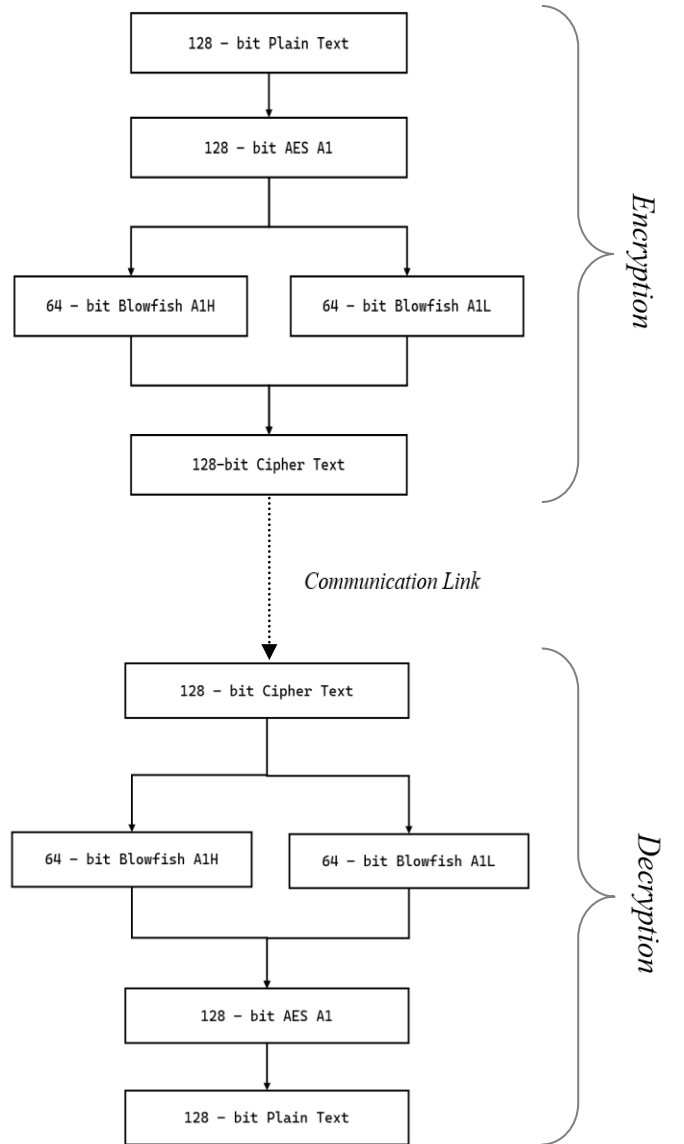 128 – bit Plain Text
128 – bit AES A1
64 – bit Blowfish A1H
64 – bit Blowfish A1L
128–bit Cipher Text
Encryption
Communication Link
128 – bit Cipher Text
64 – bit Blowfish A1H
64 – bit Blowfish A1L
128 – bit AES A1
128 – bit Plain Text
Decryption